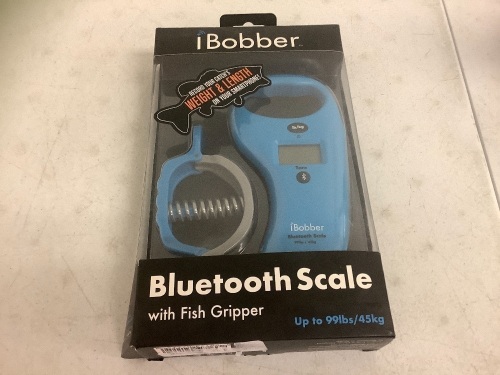 iBobber
RECORD YOUR CATCH'S
WEIGHT & LENGTH
ON YOUR SMARTPHONE!
iBobber
Bluetooth Scale
Bluetooth Scale
with Fish Gripper
Up to 99lbs/45kg